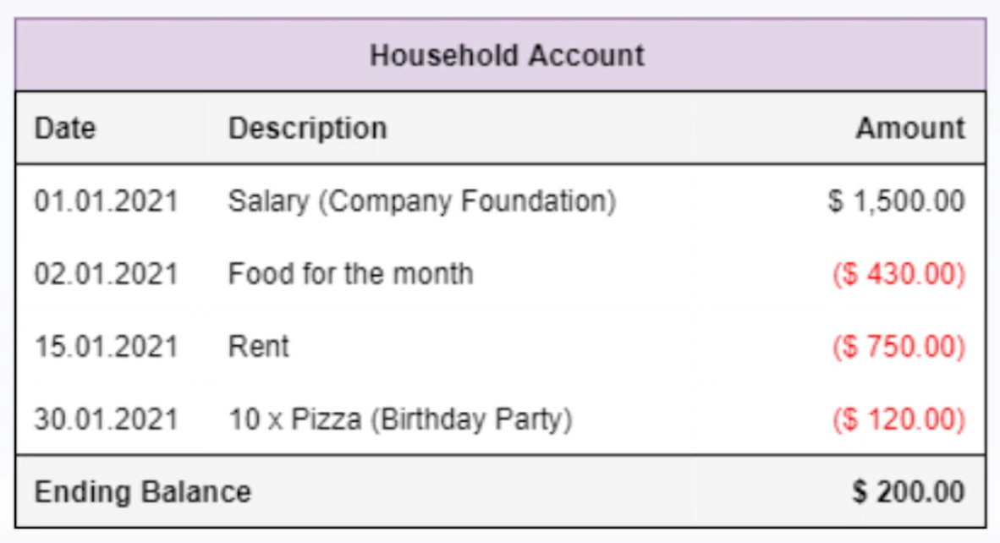 Household Account
Date Description Amount
01.01.2021 Salary (Company Foundation) $ 1,500.00
02.01.2021 Food for the month ($ 430.00)
15.01.2021 Rent ($ 750.00)
30.01.2021 10 x Pizza (Birthday Party) ($ 120.00)
Ending Balance $ 200.00